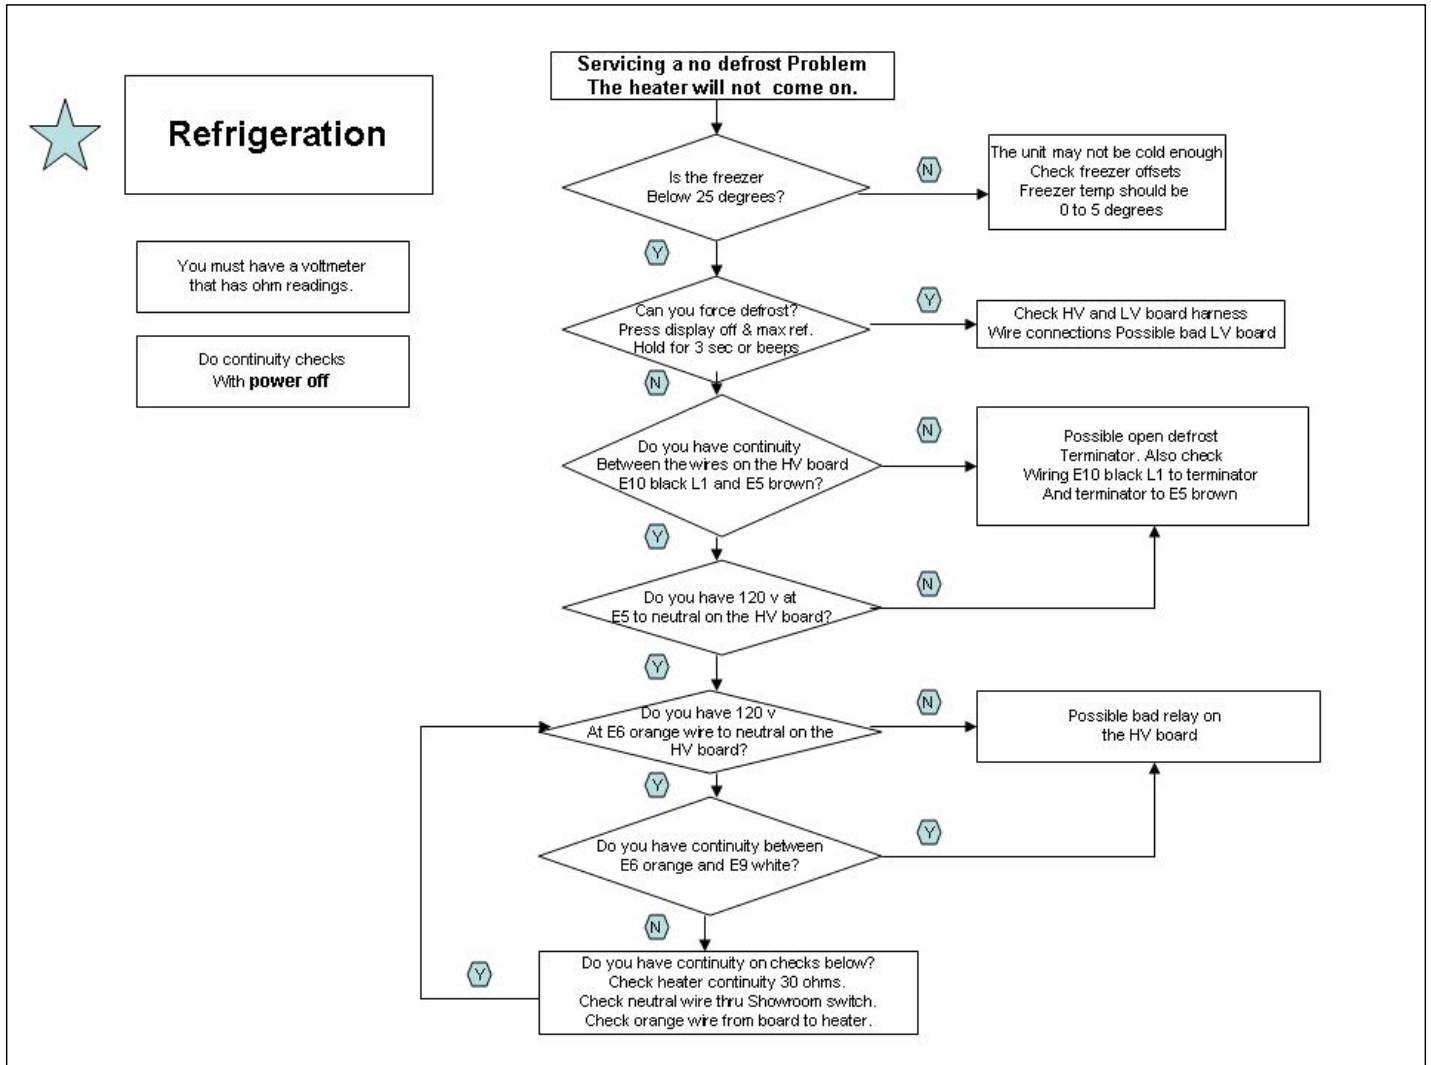 Servicing a no defrost Problem
The heater will not come on.
Refrigeration
You must have a voltmeter
that has ohm readings.
Do continuity checks
With power off
Is the freezer
Below 25 degrees?
N
The unit may not be cold enough
Check freezer offsets
Freezer temp should be
0 to 5 degrees
Y
Can you force defrost?
Press display off & max ref.
Hold for 3 sec or beeps
Y
Check HV and LV board harness
Wire connections Possible bad LV board
N
Do you have continuity
Between the wires on the HV board
E10 black L1 and E5 brown?
N
Possible open defrost
Terminator. Also check
Wiring E10 black L1 to terminator
And terminator to E5 brown
Y
Do you have 120 v at
E5 to neutral on the HV board?
N
Y
Do you have 120 v
At E6 orange wire to neutral on the
HV board?
N
Possible bad relay on
the HV board
Y
Do you have continuity between
E6 orange and E9 white?
Y
N
Do you have continuity on checks below?
Check heater continuity 30 ohms.
Check neutral wire thru Showroom switch.
Check orange wire from board to heater.
Y